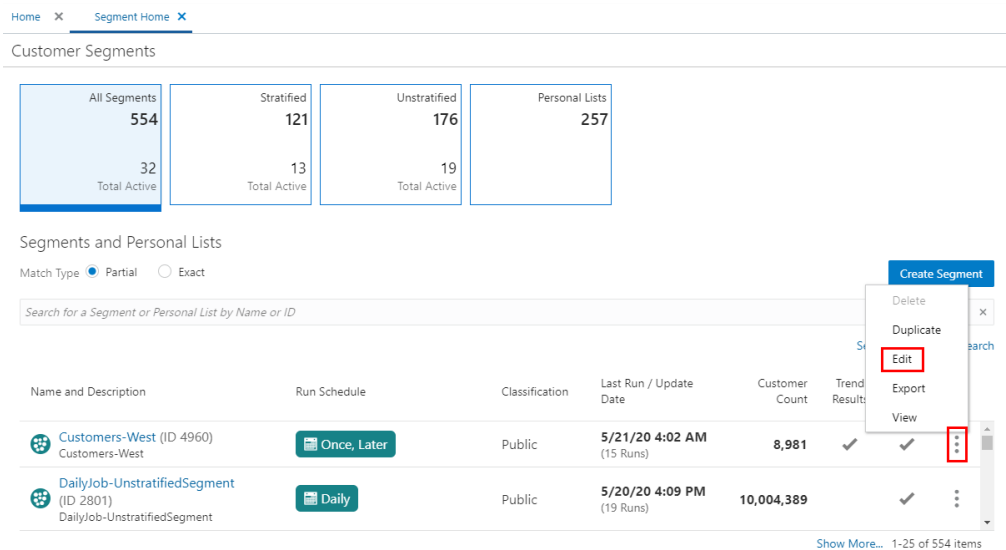 Home
Segment Home
Customer Segments
All Segments
554
32
Total Active
Stratified
121
13
Total Active
Unstratified
176
19
Total Active
Personal Lists
257
Segments and Personal Lists
Match Type Partial Exact
Create Segment
Search for a Segment or Personal List by Name or ID
Delete
Duplicate
Edit
Export
View
Name and Description Run Schedule Classification Last Run / Update Date Customer Count Trend Results
Customers-West (ID 4960)
Customers-West
Once, Later
Public
5/21/20 4:02 AM
(15 Runs)
8,981
DailyJob-UnstratifiedSegment
(ID 2801)
DailyJob-UnstratifiedSegment
Daily
Public
5/20/20 4:09 PM
(19 Runs)
10,004,389
Show More... 1-25 of 554 items